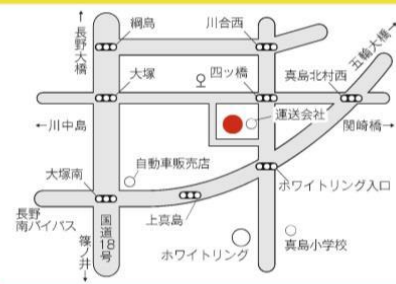 ↑長野大橋
綱島
川合西
五輪大橋→
大塚
四ツ橋
真島北村西
運送会社
←川中島
関崎橋→
自動車販売店
大塚南
ホワイトリング入口
長野
南バイパス
国道18号
上真島
ホワイトリング
真島小学校
篠ノ井↓